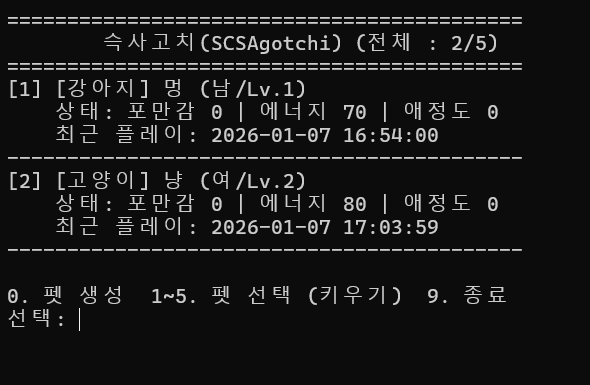 ===========================================
슥사고치(SCSAgotchi) (전체 : 2/5)
===========================================
[1] [강아지] 멍 (남/Lv.1)
상태: 포만감 0 | 에너지 70 | 애정도 0
최근 플레이: 2026-01-07 16:54:00
-------------------------------------------
[2] [고양이] 냥 (여/Lv.2)
상태: 포만감 0 | 에너지 80 | 애정도 0
최근 플레이: 2026-01-07 17:03:59
-------------------------------------------
0. 펫 생성  1~5. 펫 선택 (키우기)  9. 종료
선택: